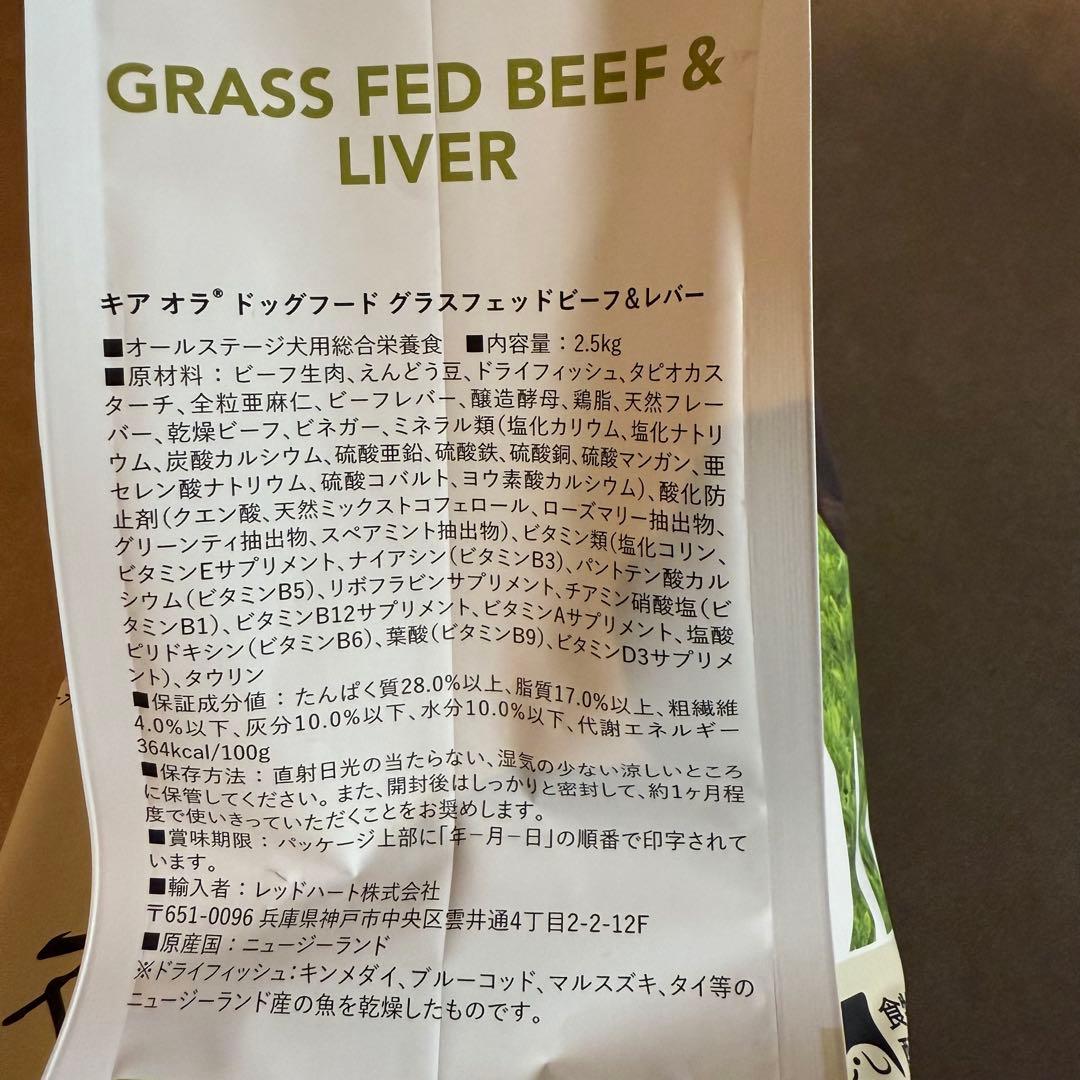 GRASS FED BEEF &
LIVER
キア オラ® ドッグフード グラスフェッドビーフ&レバー
■オールステージ犬用総合栄養食 ■内容量：2.5kg
■原材料：ビーフ生肉、えんどう豆、ドライフィッシュ、タピオカス
ターチ、全粒亜麻仁、ビーフレバー、醸造酵母、鶏脂、天然フレー
バー、乾燥ビーフ、ビネガー、ミネラル類（塩化カリウム、塩化ナトリ
ウム、炭酸カルシウム、硫酸亜鉛、硫酸鉄、硫酸銅、硫酸マンガン、亜
セレン酸ナトリウム、硫酸コバルト、ヨウ素酸カルシウム）、酸化防
止剤（クエン酸、天然ミックストコフェロール、ローズマリー抽出物、
グリーンティ抽出物、スペアミント抽出物）、ビタミン類（塩化コリン、
ビタミンEサプリメント、ナイアシン（ビタミンB3）、パントテン酸カル
シウム（ビタミンB5）、リボフラビンサプリメント、チアミン硝酸塩（ビ
タミンB1）、ビタミンB12サプリメント、ビタミンAサプリメント、塩酸
ピリドキシン（ビタミンB6）、葉酸（ビタミンB9）、ビタミンD3サプリメ
ント）、タウリン
■保証成分値：たんぱく質28.0%以上、脂質17.0%以上、粗繊維
4.0%以下、灰分10.0%以下、水分10.0%以下、代謝エネルギー
364kcal/100g
■保存方法：直射日光の当たらない、湿気の少ない涼しいところ
に保管してください。また、開封後はしっかりと密封して、約1ヶ月程
度で使いきっていただくことをお奨めします。
■賞味期限：パッケージ上部に「年−月−日」の順番で印字されて
います。
■輸入者：レッドハート株式会社
〒651-0096 兵庫県神戸市中央区雲井通4丁目2-2-12F
■原産国：ニュージーランド
※ドライフィッシュ：キンメダイ、ブルーコッド、マルスズキ、タイ等の
ニュージーランド産の魚を乾燥したものです。
食